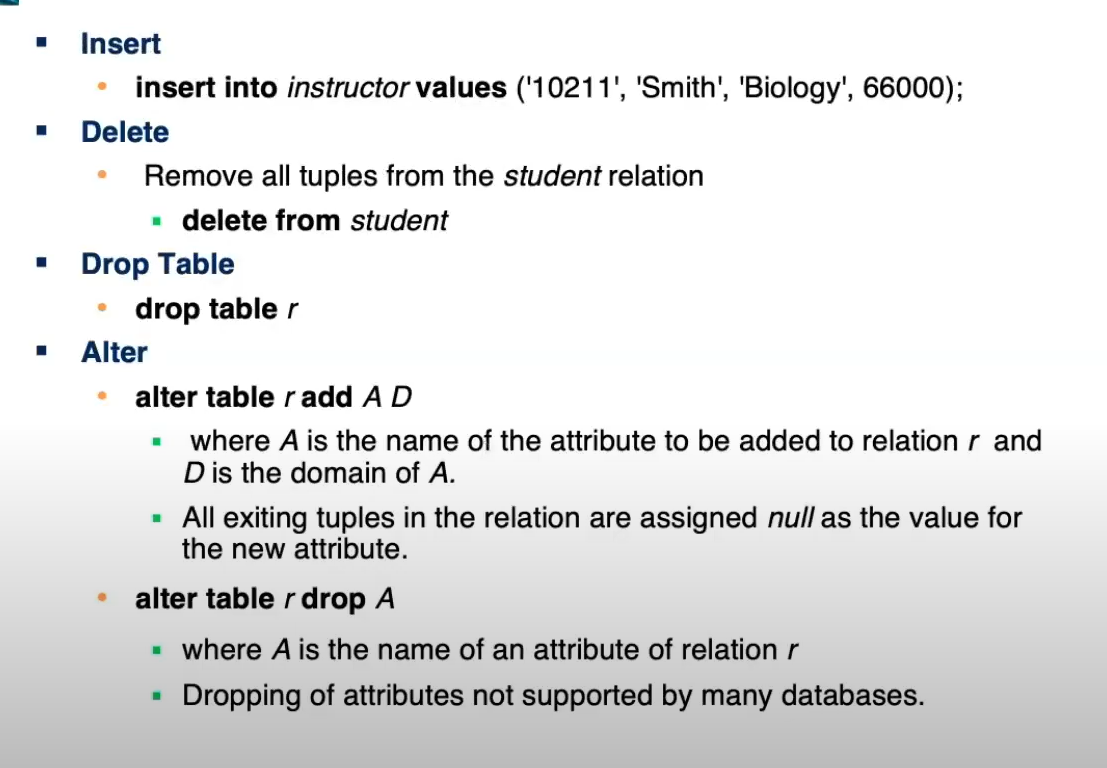 Insert
insert into instructor values ('10211', 'Smith', 'Biology', 66000);
Delete
Remove all tuples from the student relation
delete from student
Drop Table
drop table r
Alter
alter table r add A D
where A is the name of the attribute to be added to relation r and
D is the domain of A.
All exiting tuples in the relation are assigned null as the value for
the new attribute.
alter table r drop A
where A is the name of an attribute of relation r
Dropping of attributes not supported by many databases.